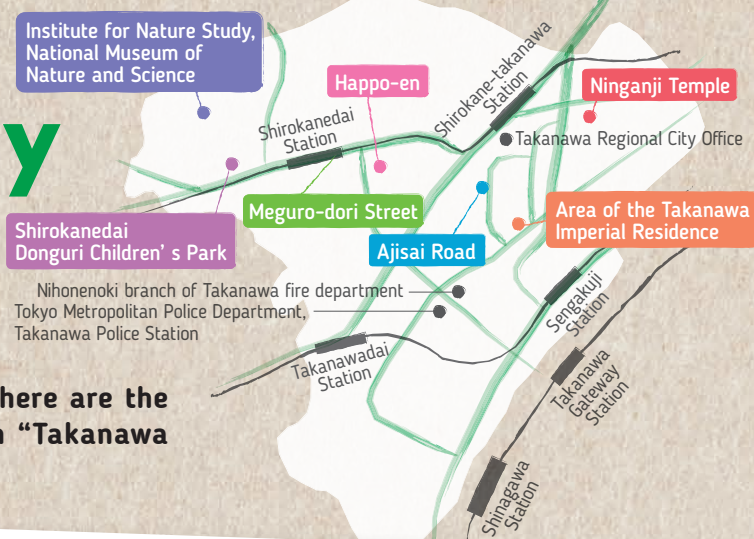 Institute for Nature Study,
National Museum of
Nature and Science
Happo-en
Shirokane-takanawa
Station
Ninganji Temple
Shirokanedai
Station
Takanawa Regional City Office
y
Meguro-dori Street
Shirokanedai
Donguri Children' s Park
Ajisai Road
Area of the Takanawa
Imperial Residence
Nihonenoki branch of Takanawa fire department
Tokyo Metropolitan Police Department,
Takanawa Police Station
Sengakuji
Station
Takanawadai
Station
Takanawa
Gateway
Station
here are the
“Takanawa
Shinagawa
Station